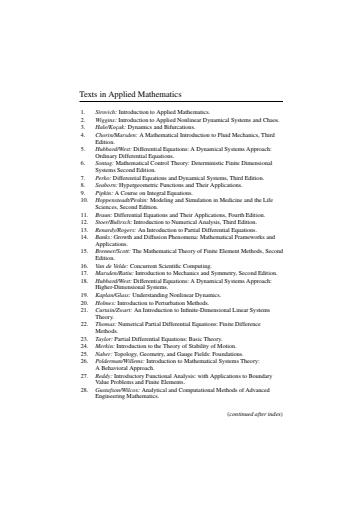 Texts in Applied Mathematics
1. Sirovich: Introduction to Applied Mathematics.
2. Wiggins: Introduction to Applied Nonlinear Dynamical Systems and Chaos.
3. Hale/Koçak: Dynamics and Bifurcations.
4. Chorin/Marsden: A Mathematical Introduction to Fluid Mechanics, Third
Edition.
5. Hubbard/West: Differential Equations: A Dynamical Systems Approach:
Ordinary Differential Equations.
6. Sontag: Mathematical Control Theory: Deterministic Finite Dimensional
Systems Second Edition.
7. Perko: Differential Equations and Dynamical Systems, Third Edition.
8. Seaborn: Hypergeometric Functions and Their Applications.
9. Pipkin: A Course on Integral Equations.
10. Hoppensteadt/Peskin: Modeling and Simulation in Medicine and the Life
Sciences, Second Edition.
11. Braun: Differential Equations and Their Applications, Fourth Edition.
12. Stoer/Bulirsch: Introduction to Numerical Analysis, Third Edition.
13. Renardy/Rogers: An Introduction to Partial Differential Equations.
14. Banks: Growth and Diffusion Phenomena: Mathematical Frameworks and
Applications.
15. Brenner/Scott: The Mathematical Theory of Finite Element Methods, Second
Edition.
16. Van de Velde: Concurrent Scientific Computing.
17. Marsden/Ratiu: Introduction to Mechanics and Symmetry, Second Edition.
18. Hubbard/West: Differential Equations: A Dynamical Systems Approach:
Higher-Dimensional Systems.
19. Kaplan/Glass: Understanding Nonlinear Dynamics.
20. Holmes: Introduction to Perturbation Methods.
21. Curtain/Zwart: An Introduction to Infinite-Dimensional Linear Systems
Theory.
22. Thomas: Numerical Partial Differential Equations: Finite Difference
Methods.
23. Taylor: Partial Differential Equations: Basic Theory.
24. Merkin: Introduction to the Theory of Stability of Motion.
25. Naber: Topology, Geometry, and Gauge Fields: Foundations.
26. Polderman/Willems: Introduction to Mathematical Systems Theory:
A Behavioral Approach.
27. Reddy: Introductory Functional Analysis: with Applications to Boundary
Value Problems and Finite Elements.
28. Gustafson/Wilcox: Analytical and Computational Methods of Advanced
Engineering Mathematics.
(continued after index)